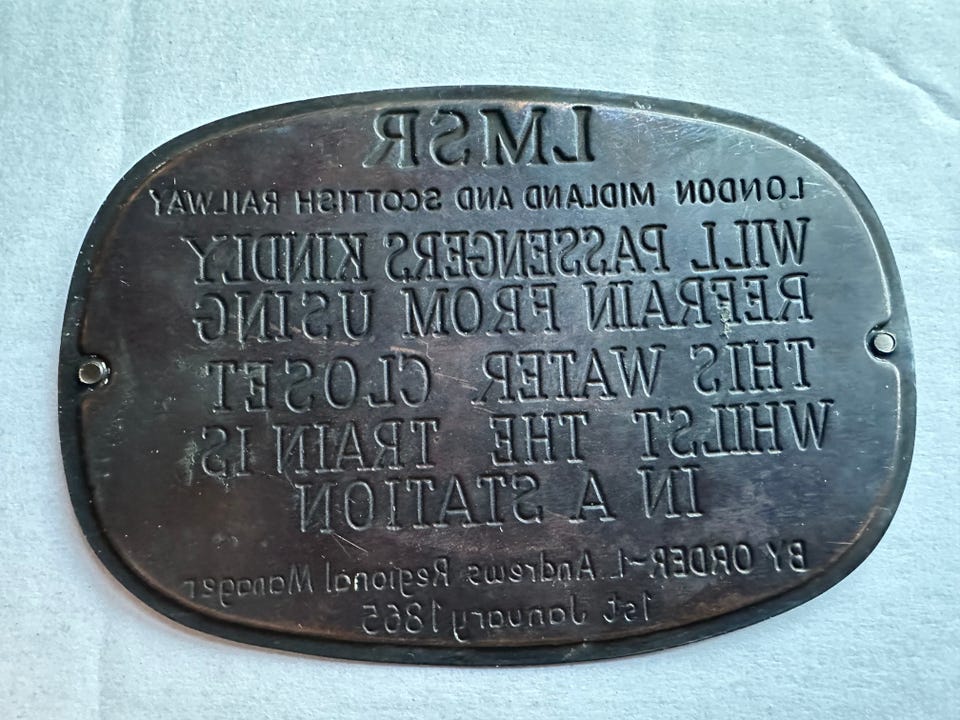 LMSR
LONDON MIDLAND AND SCOTTISH RAILWAY
WILL PASSENGERS KINDLY
REFRAIN FROM USING
THIS WATER CLOSET
WHILST THE TRAIN IS
IN A STATION
BY ORDER-I. Andrews Regional Manager
1st January 1865